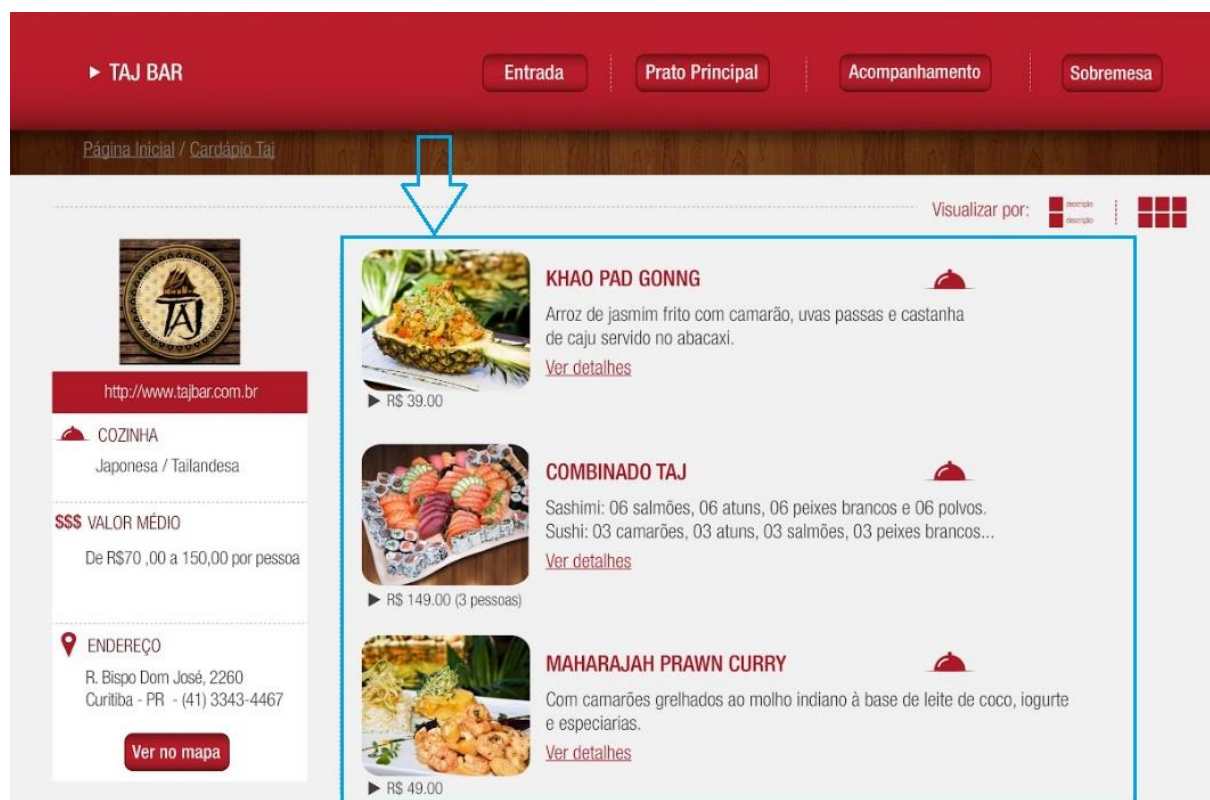 ► TAJ BAR
Entrada
Prato Principal
Acompanhamento
Sobremesa
Página Inicial / Cardápio Taj
Visualizar por:
descrição
descrição
TAJ
http://www.tajbar.com.br
COZINHA
Japonesa / Tailandesa
$$$ VALOR MÉDIO
De R$70 ,00 a 150,00 por pessoa
ENDEREÇO
R. Bispo Dom José, 2260
Curitiba - PR - (41) 3343-4467
Ver no mapa
KHAO PAD GONNG
Arroz de jasmim frito com camarão, uvas passas e castanha
de caju servido no abacaxi.
Ver detalhes
► R$ 39.00
COMBINADO TAJ
Sashimi: 06 salmões, 06 atuns, 06 peixes brancos e 06 polvos.
Sushi: 03 camarões, 03 atuns, 03 salmões, 03 peixes brancos...
Ver detalhes
► R$ 149.00 (3 pessoas)
MAHARAJAH PRAWN CURRY
Com camarões grelhados ao molho indiano à base de leite de coco, iogurte
e especiarias.
Ver detalhes
► R$ 49.00